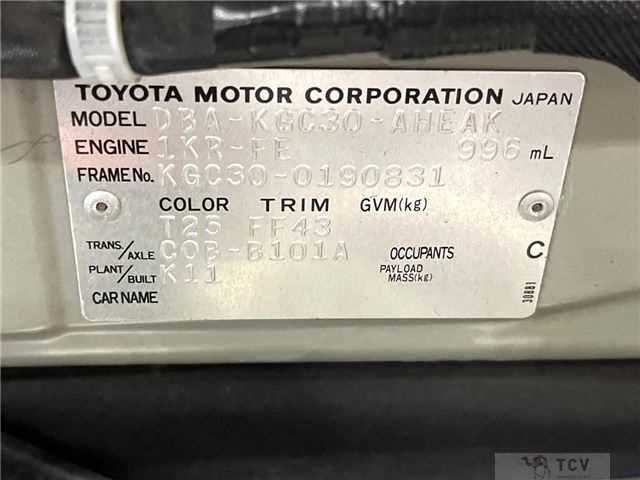 TOYOTA MOTOR CORPORATION JAPAN
MODEL DBA-KGC30-AHEAK
ENGINE 1KR-FE 996 mL
FRAME No. KGC30-0190831
COLOR TRIM GVM(kg)
T25 FF43
TRANS./AXLE C0B-B101A OCCUPANTS C
PLANT/BUILT K11 PAYLOAD MASS(kg)
CAR NAME
30881
TCV